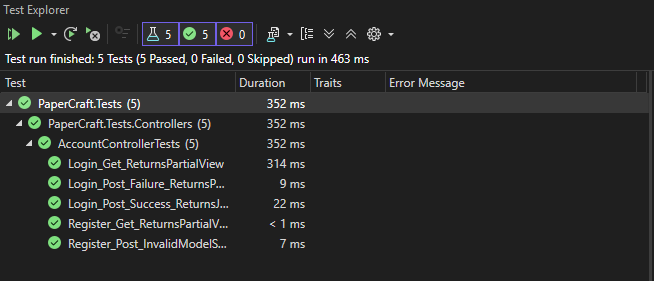 Test Explorer
5 5 0
Test run finished: 5 Tests (5 Passed, 0 Failed, 0 Skipped) run in 463 ms
Test Duration Traits Error Message
PaperCraft.Tests (5) 352 ms
PaperCraft.Tests.Controllers (5) 352 ms
AccountControllerTests (5) 352 ms
Login_Get_ReturnsPartialView 314 ms
Login_Post_Failure_ReturnsP... 9 ms
Login_Post_Success_ReturnsJ... 22 ms
Register_Get_ReturnsPartialV... < 1 ms
Register_Post_InvalidModelS... 7 ms